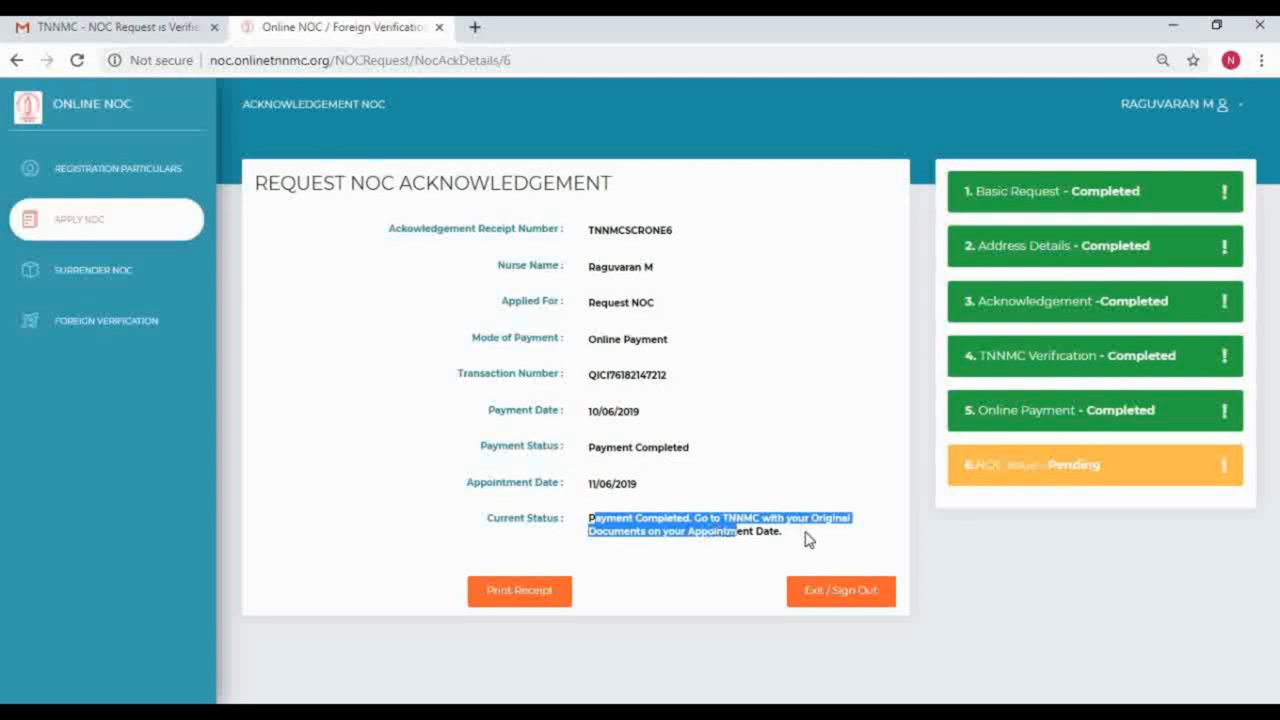 TNNMC - NOC Request is Verifie
Online NOC / Foreign Verificatio
Not secure
noc.onlinetnnmc.org/NOCRequest/NocAckDetails/6
N
ONLINE NOC
ACKNOWLEDGEMENT NOC
RAGUVARAN M
REGISTRATION PARTICULARS
APPLY NOC
SURRENDER NOC
FOREIGN VERIFICATION
REQUEST NOC ACKNOWLEDGEMENT
Ackowledgement Receipt Number : TNNMCSCRONE6
Nurse Name : Raguvaran M
Applied For : Request NOC
Mode of Payment : Online Payment
Transaction Number : QICI76182147212
Payment Date : 10/06/2019
Payment Status : Payment Completed
Appointment Date : 11/06/2019
Current Status : Payment Completed. Go to TNNMC with your Original
Documents on your Appointment Date.
Print Receipt
Exit / Sign Out
1. Basic Request - Completed
2. Address Details - Completed
3. Acknowledgement -Completed
4. TNNMC Verification - Completed
5. Online Payment - Completed
6.NOC Issue - Pending